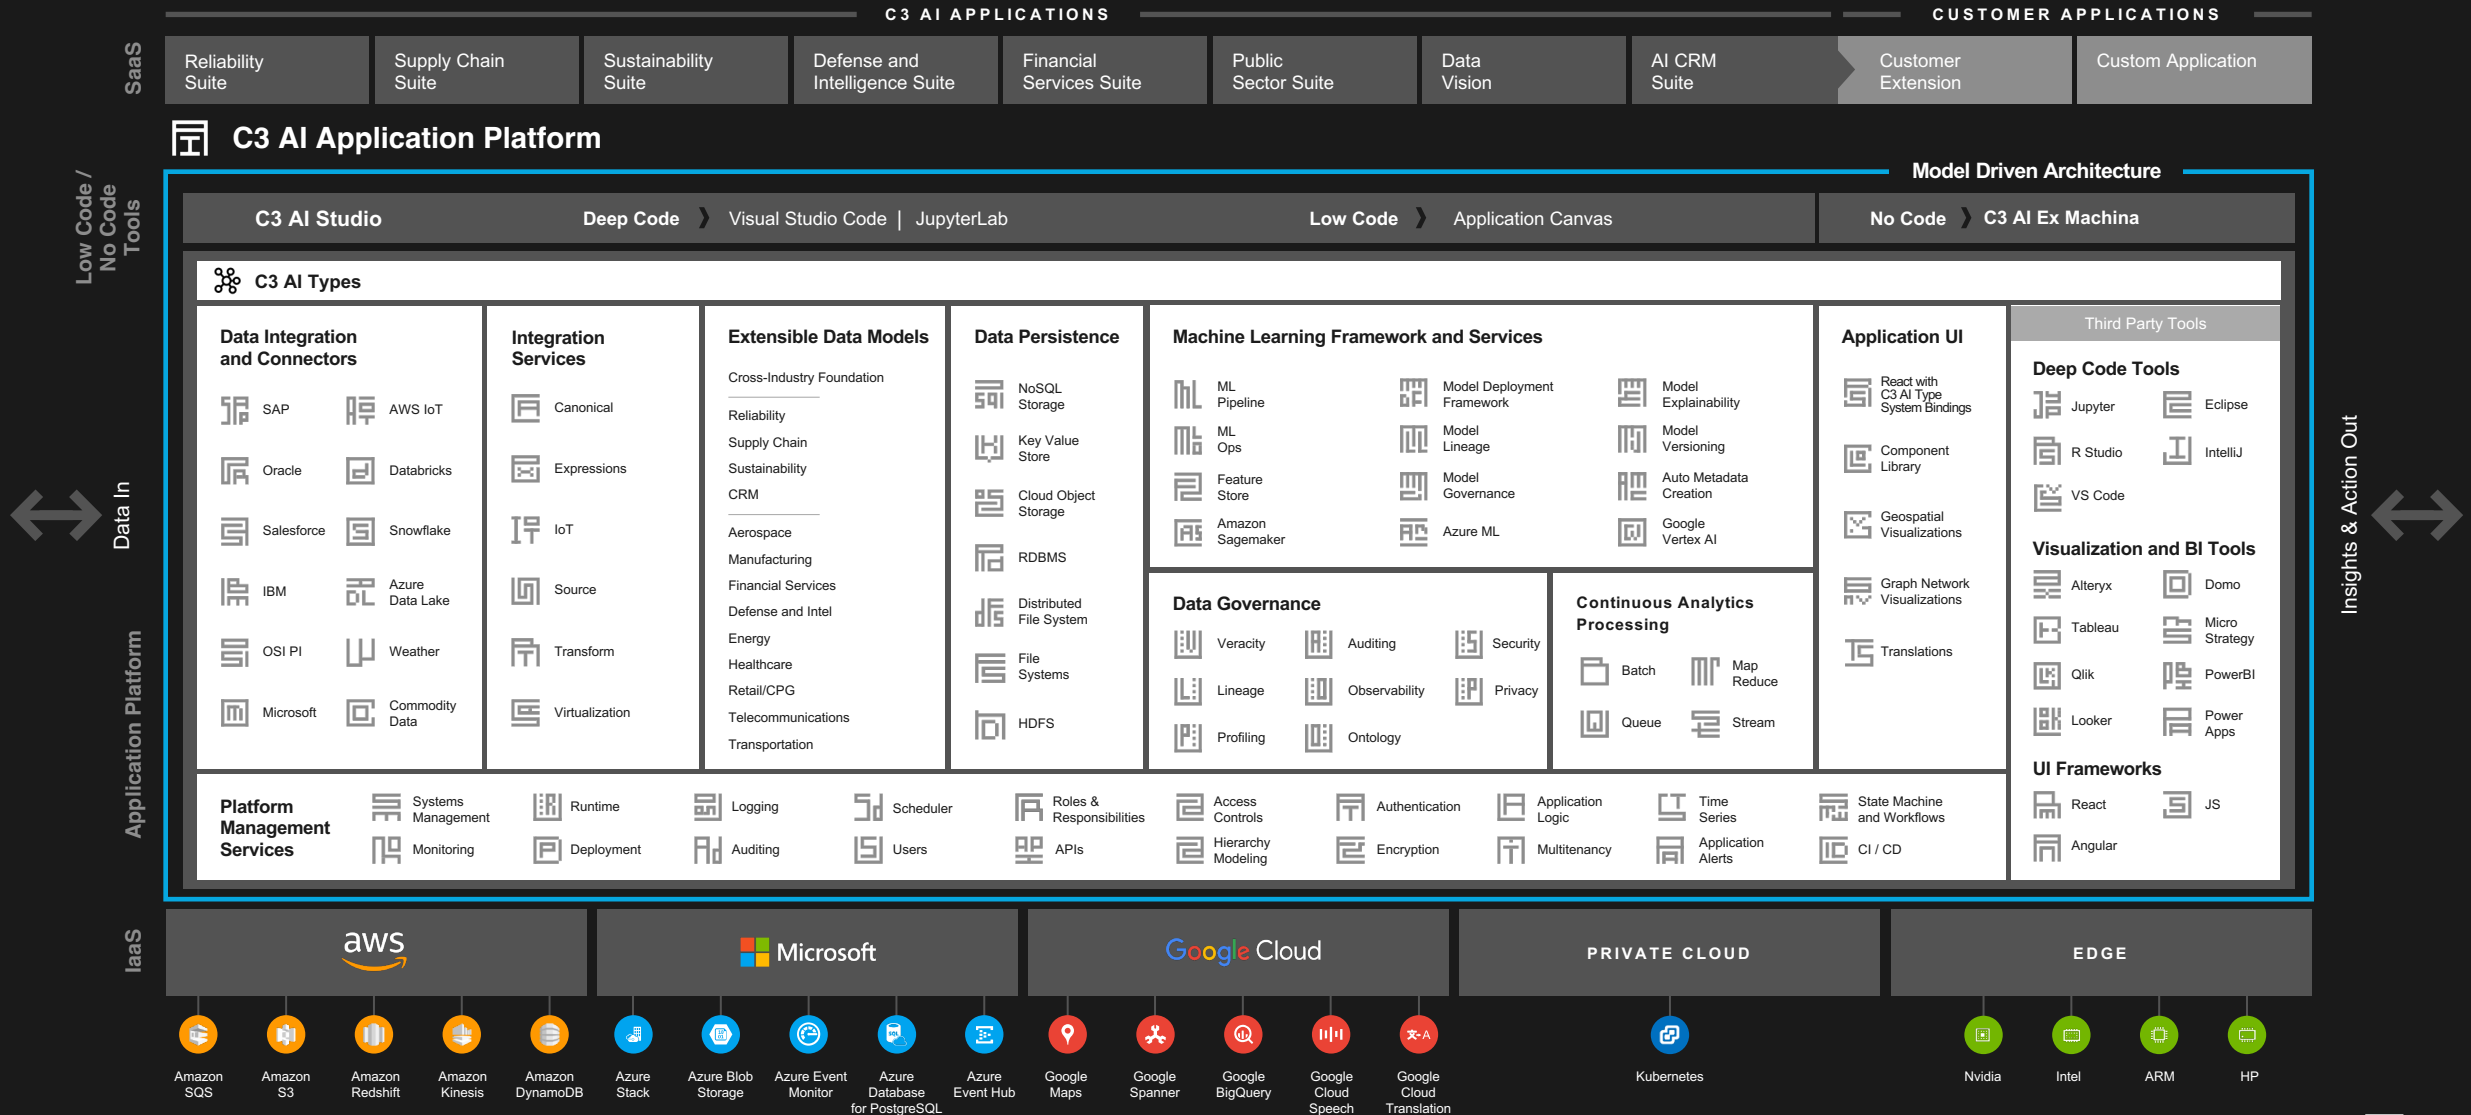 C3 AI APPLICATIONS
CUSTOMER APPLICATIONS
SaaS
Reliability
Suite
Supply Chain
Suite
Sustainability
Suite
Defense and
Intelligence Suite
Financial
Services Suite
Public
Sector Suite
Data
Vision
AI CRM
Suite
Customer
Extension
Custom Application
C3 AI Application Platform
Model Driven Architecture
Low Code /
No Code
Tools
C3 AI Studio
Deep Code
Visual Studio Code | JupyterLab
Low Code
Application Canvas
No Code
C3 AI Ex Machina
C3 AI Types
Data In
Application Platform
Data Integration
and Connectors
SAP
AWS IoT
Oracle
Databricks
Salesforce
Snowflake
IBM
Azure
Data Lake
OSI PI
Weather
Microsoft
Commodity
Data
Integration
Services
Canonical
Expressions
IoT
Source
Transform
Virtualization
Extensible Data Models
Cross-Industry Foundation
Reliability
Supply Chain
Sustainability
CRM
Aerospace
Manufacturing
Financial Services
Defense and Intel
Energy
Healthcare
Retail/CPG
Telecommunications
Transportation
Data Persistence
NoSQL
Storage
Key Value
Store
Cloud Object
Storage
RDBMS
Distributed
File System
File
Systems
HDFS
Machine Learning Framework and Services
ML
Pipeline
Model Deployment
Framework
Model
Explainability
ML
Ops
Model
Lineage
Model
Versioning
Feature
Store
Model
Governance
Auto Metadata
Creation
Amazon
Sagemaker
Azure ML
Google
Vertex AI
Data Governance
Veracity
Auditing
Security
Lineage
Observability
Privacy
Profiling
Ontology
Continuous Analytics
Processing
Batch
Map
Reduce
Queue
Stream
Application UI
React with
C3 AI Type
System Bindings
Component
Library
Geospatial
Visualizations
Graph Network
Visualizations
Translations
Third Party Tools
Deep Code Tools
Jupyter
Eclipse
R Studio
IntelliJ
VS Code
Visualization and BI Tools
Alteryx
Domo
Tableau
Micro
Strategy
Qlik
PowerBI
Looker
Power
Apps
UI Frameworks
React
JS
Angular
Insights & Action Out
Platform
Management
Services
Systems
Management
Runtime
Logging
Scheduler
Roles &
Responsibilities
Access
Controls
Authentication
Application
Logic
Time
Series
State Machine
and Workflows
Monitoring
Deployment
Auditing
Users
APIs
Hierarchy
Modeling
Encryption
Multitenancy
Application
Alerts
CI / CD
IaaS
aws
Microsoft
Google Cloud
PRIVATE CLOUD
EDGE
Amazon
SQS
Amazon
S3
Amazon
Redshift
Amazon
Kinesis
Amazon
DynamoDB
Azure
Stack
Azure Blob
Storage
Azure Event
Monitor
Azure
Database
for PostgreSQL
Azure
Event Hub
Google
Maps
Google
Spanner
Google
BigQuery
Google
Cloud
Speech
Google
Cloud
Translation
Kubernetes
Nvidia
Intel
ARM
HP